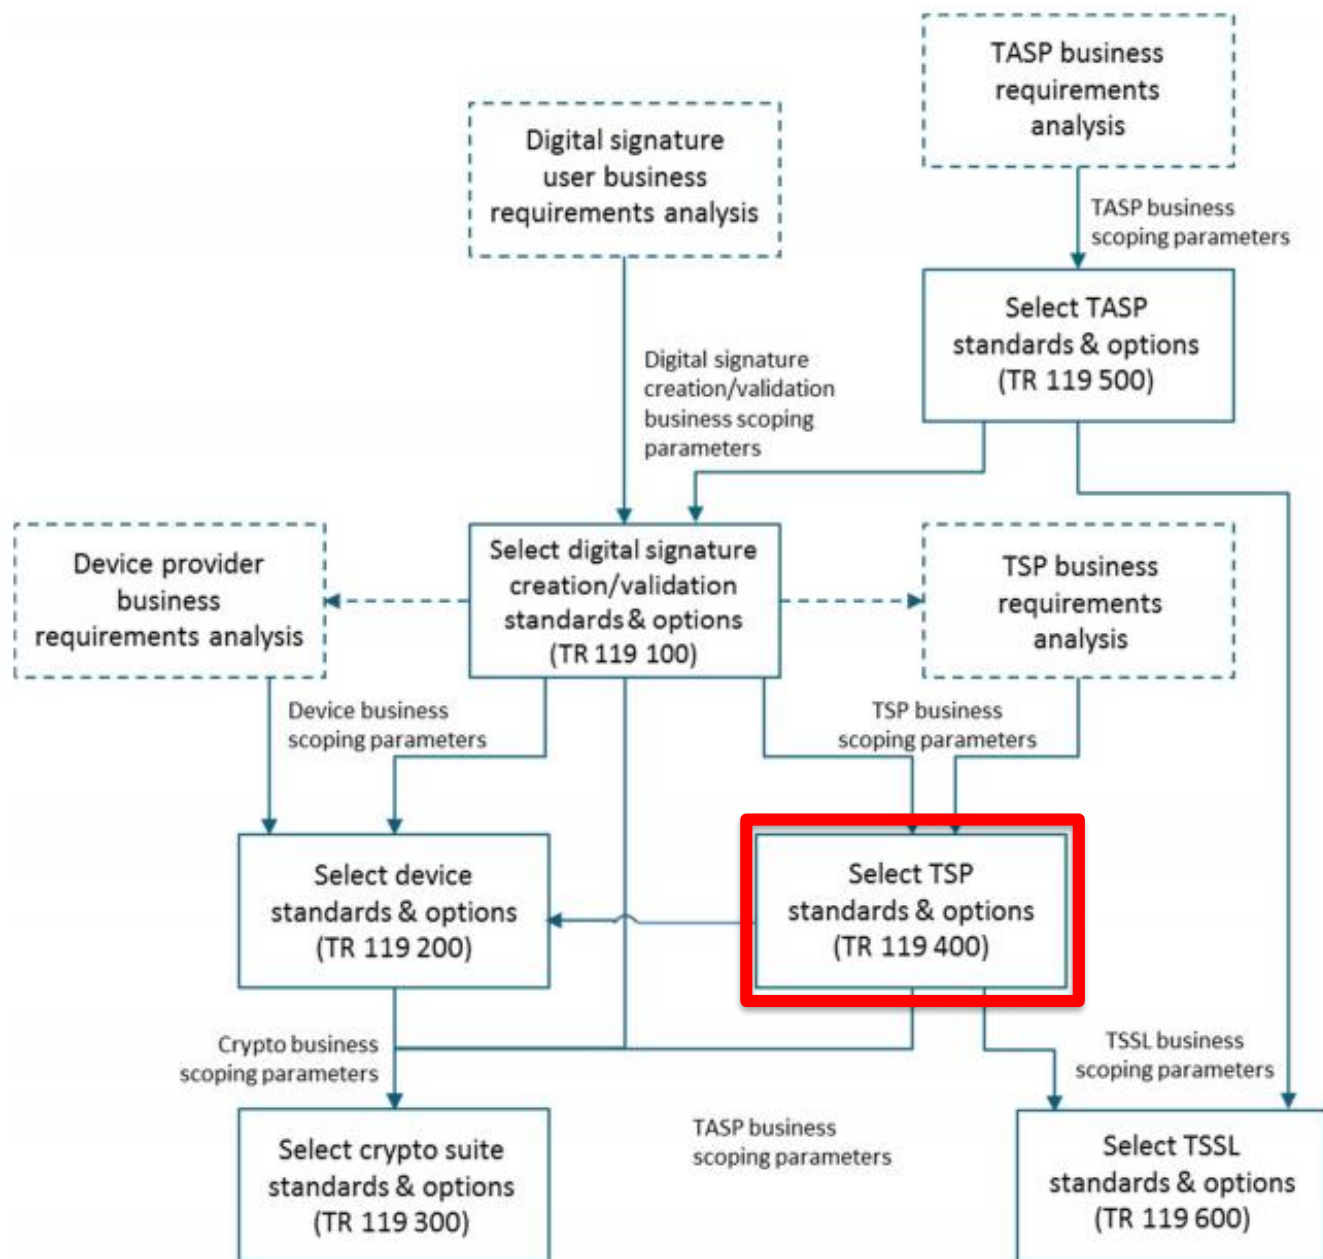 TASP business
requirements
analysis
Digital signature
user business
requirements analysis
TASP business
scoping parameters
Select TASP
standards & options
(TR 119 500)
Digital signature
creation/validation
business scoping
parameters
Device provider
business
requirements analysis
Select digital signature
creation/validation
standards & options
(TR 119 100)
TSP business
requirements
analysis
Device business
scoping parameters
TSP business
scoping parameters
Select device
standards & options
(TR 119 200)
Select TSP
standards & options
(TR 119 400)
Crypto business
scoping parameters
TSSL business
scoping parameters
Select crypto suite
standards & options
(TR 119 300)
TASP business
scoping parameters
Select TSSL
standards & options
(TR 119 600)